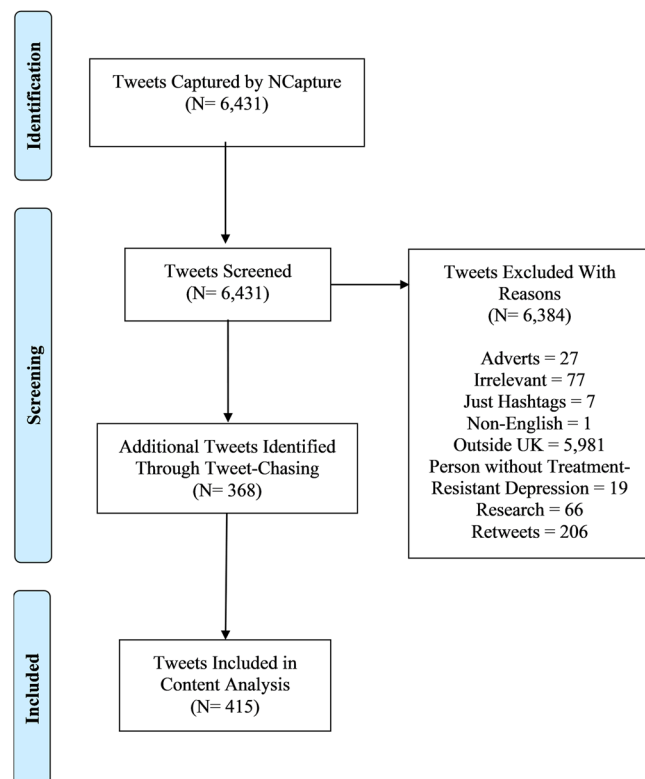 Identification
Tweets Captured by NCapture
(N= 6,431)
Screening
Tweets Screened
(N= 6,431)
Tweets Excluded With
Reasons
(N= 6,384)
Adverts = 27
Irrelevant = 77
Just Hashtags = 7
Non-English = 1
Outside UK = 5,981
Person without Treatment-
Resistant Depression = 19
Research = 66
Retweets = 206
Additional Tweets Identified
Through Tweet-Chasing
(N= 368)
Included
Tweets Included in
Content Analysis
(N= 415)